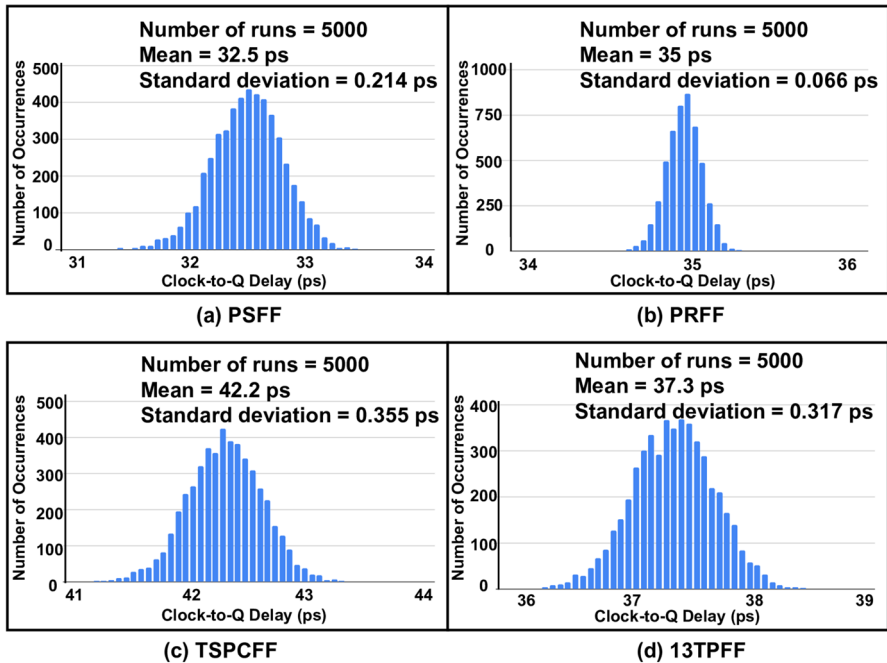 Number of runs = 5000
Mean = 32.5 ps
Standard deviation = 0.214 ps
Number of Occurrences
500
400
300
200
100
0
31 32 33 34
Clock-to-Q Delay (ps)
(a) PSFF
Number of runs = 5000
Mean = 35 ps
Standard deviation = 0.066 ps
Number of Occurrences
1000
750
500
250
0
34 35 36
Clock-to-Q Delay (ps)
(b) PRFF
Number of runs = 5000
Mean = 42.2 ps
Standard deviation = 0.355 ps
Number of Occurrences
500
400
300
200
100
0
41 42 43 44
Clock-to-Q Delay (ps)
(c) TSPCFF
Number of runs = 5000
Mean = 37.3 ps
Standard deviation = 0.317 ps
Number of Occurrences
400
300
200
100
0
36 37 38 39
Clock-to-Q Delay (ps)
(d) 13TPFF